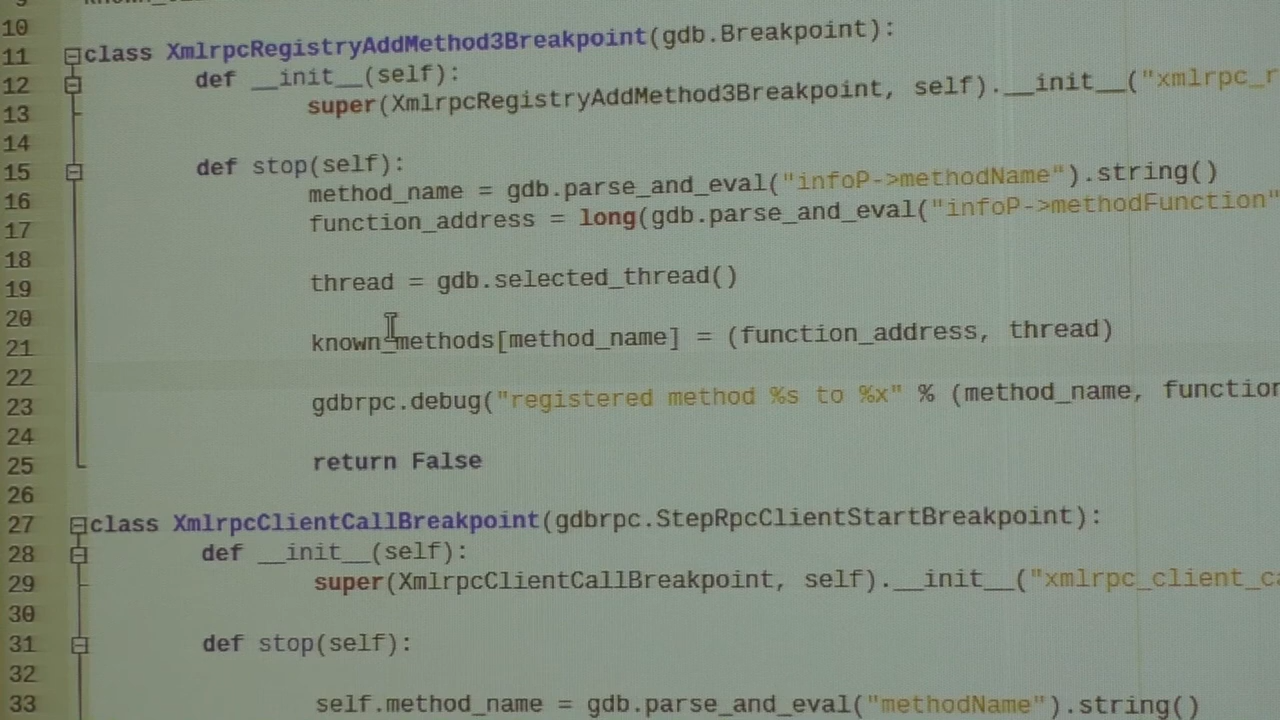 9
10
11 class XmlrpcRegistryAddMethod3Breakpoint(gdb.Breakpoint):
12 def __init__(self):
13 super(XmlrpcRegistryAddMethod3Breakpoint, self).__init__("xmlrpc_r
14
15 def stop(self):
16 method_name = gdb.parse_and_eval("infoP->methodName").string()
17 function_address = long(gdb.parse_and_eval("infoP->methodFunction"
18
19 thread = gdb.selected_thread()
20
21 known_methods[method_name] = (function_address, thread)
22
23 gdbrpc.debug("registered method %s to %x" % (method_name, function
24
25 return False
26
27 class XmlrpcClientCallBreakpoint(gdbrpc.StepRpcClientStartBreakpoint):
28 def __init__(self):
29 super(XmlrpcClientCallBreakpoint, self).__init__("xmlrpc_client_ca
30
31 def stop(self):
32
33 self.method_name = gdb.parse_and_eval("methodName").string()